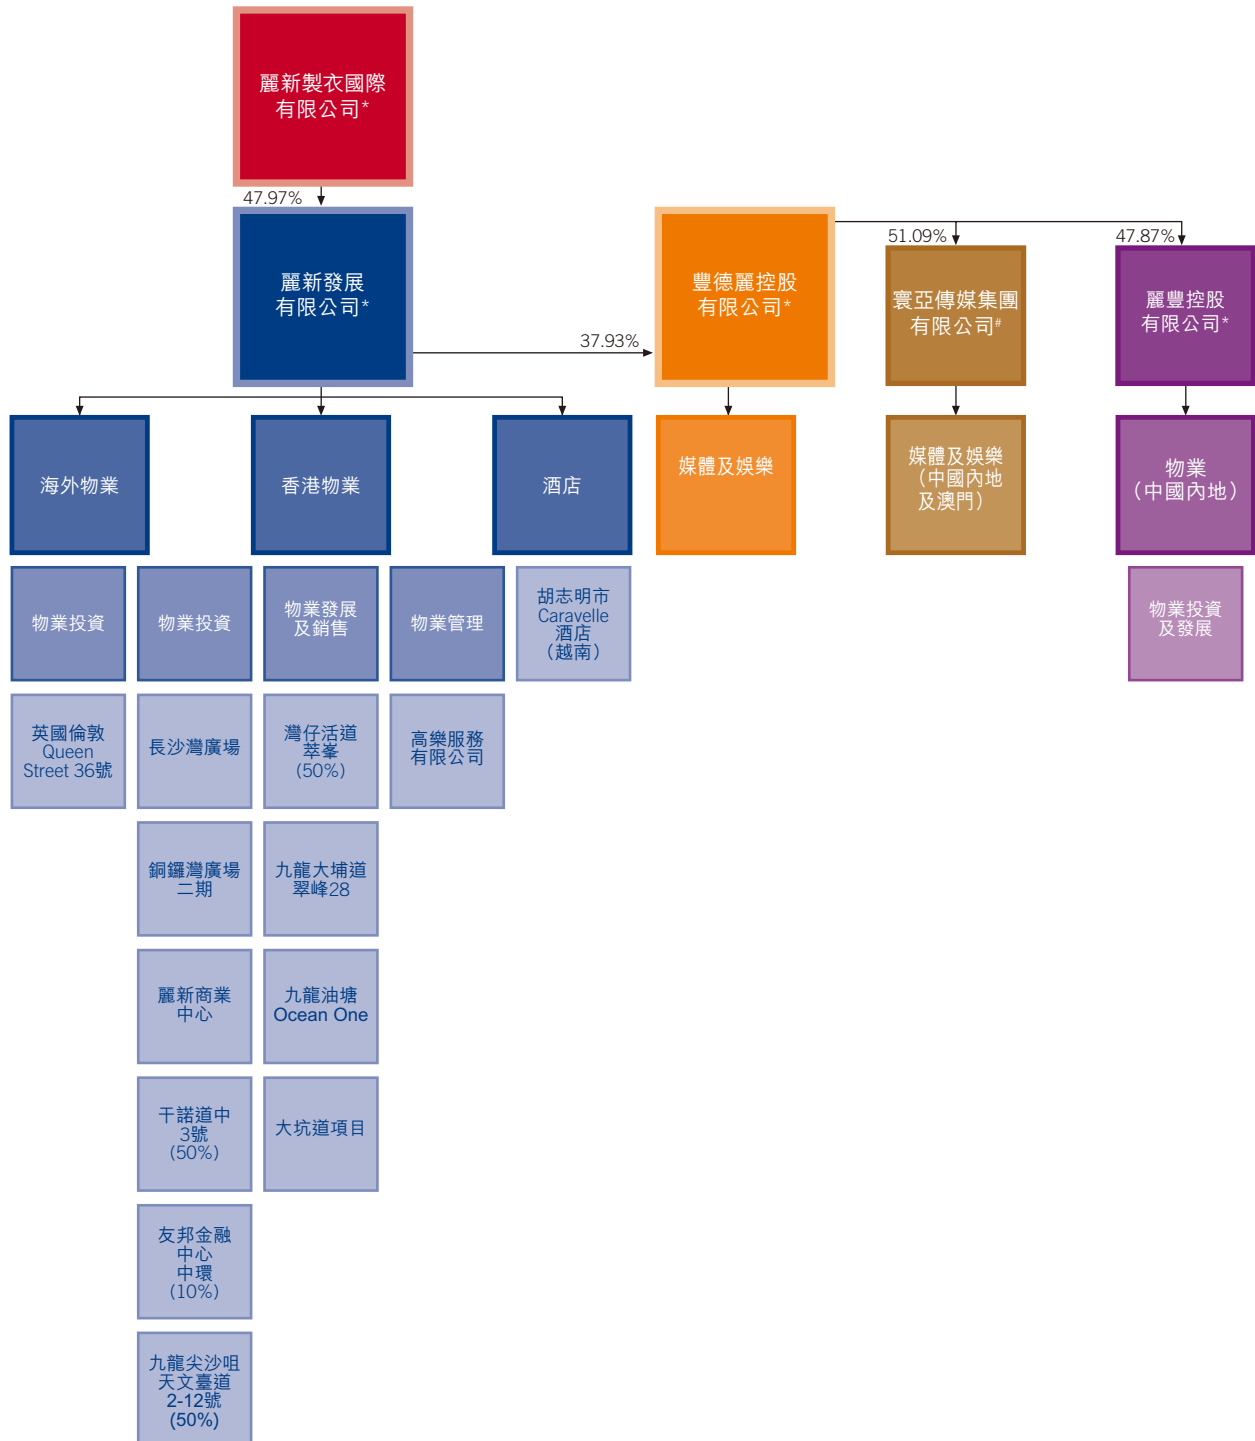 麗新製衣國際
有限公司*
47.97%
麗新發展
有限公司*
37.93%
豐德麗控股
有限公司*
51.09%
寰亞傳媒集團
有限公司#
47.87%
麗豐控股
有限公司*
海外物業
香港物業
酒店
媒體及娛樂
媒體及娛樂
（中國內地
及澳門）
物業
（中國內地）
物業投資
物業投資
物業發展
及銷售
物業管理
胡志明市
Caravelle
酒店
（越南）
物業投資
及發展
英國倫敦
Queen
Street 36號
長沙灣廣場
灣仔活道
萃峯
(50%)
高樂服務
有限公司
銅鑼灣廣場
二期
九龍大埔道
翠峰28
麗新商業
中心
九龍油塘
Ocean One
干諾道中
3號
(50%)
大坑道項目
友邦金融
中心
中環
(10%)
九龍尖沙咀
天文臺道
2-12號
(50%)